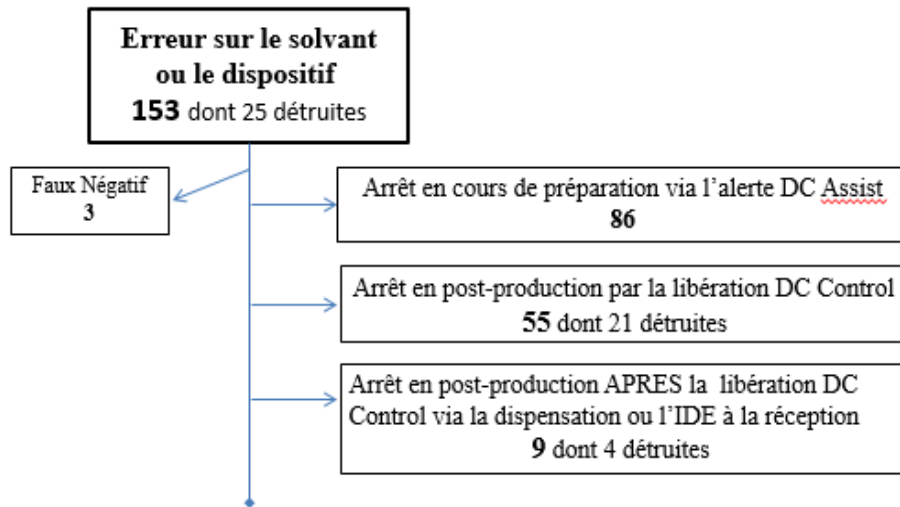 Erreur sur le solvant
ou le dispositif
153 dont 25 détruites
Faux Négatif
3
Arrêt en cours de préparation via l’alerte DC Assist
86
Arrêt en post-production par la libération DC Control
55 dont 21 détruites
Arrêt en post-production APRES la libération DC
Control via la dispensation ou l’IDE à la réception
9 dont 4 détruites